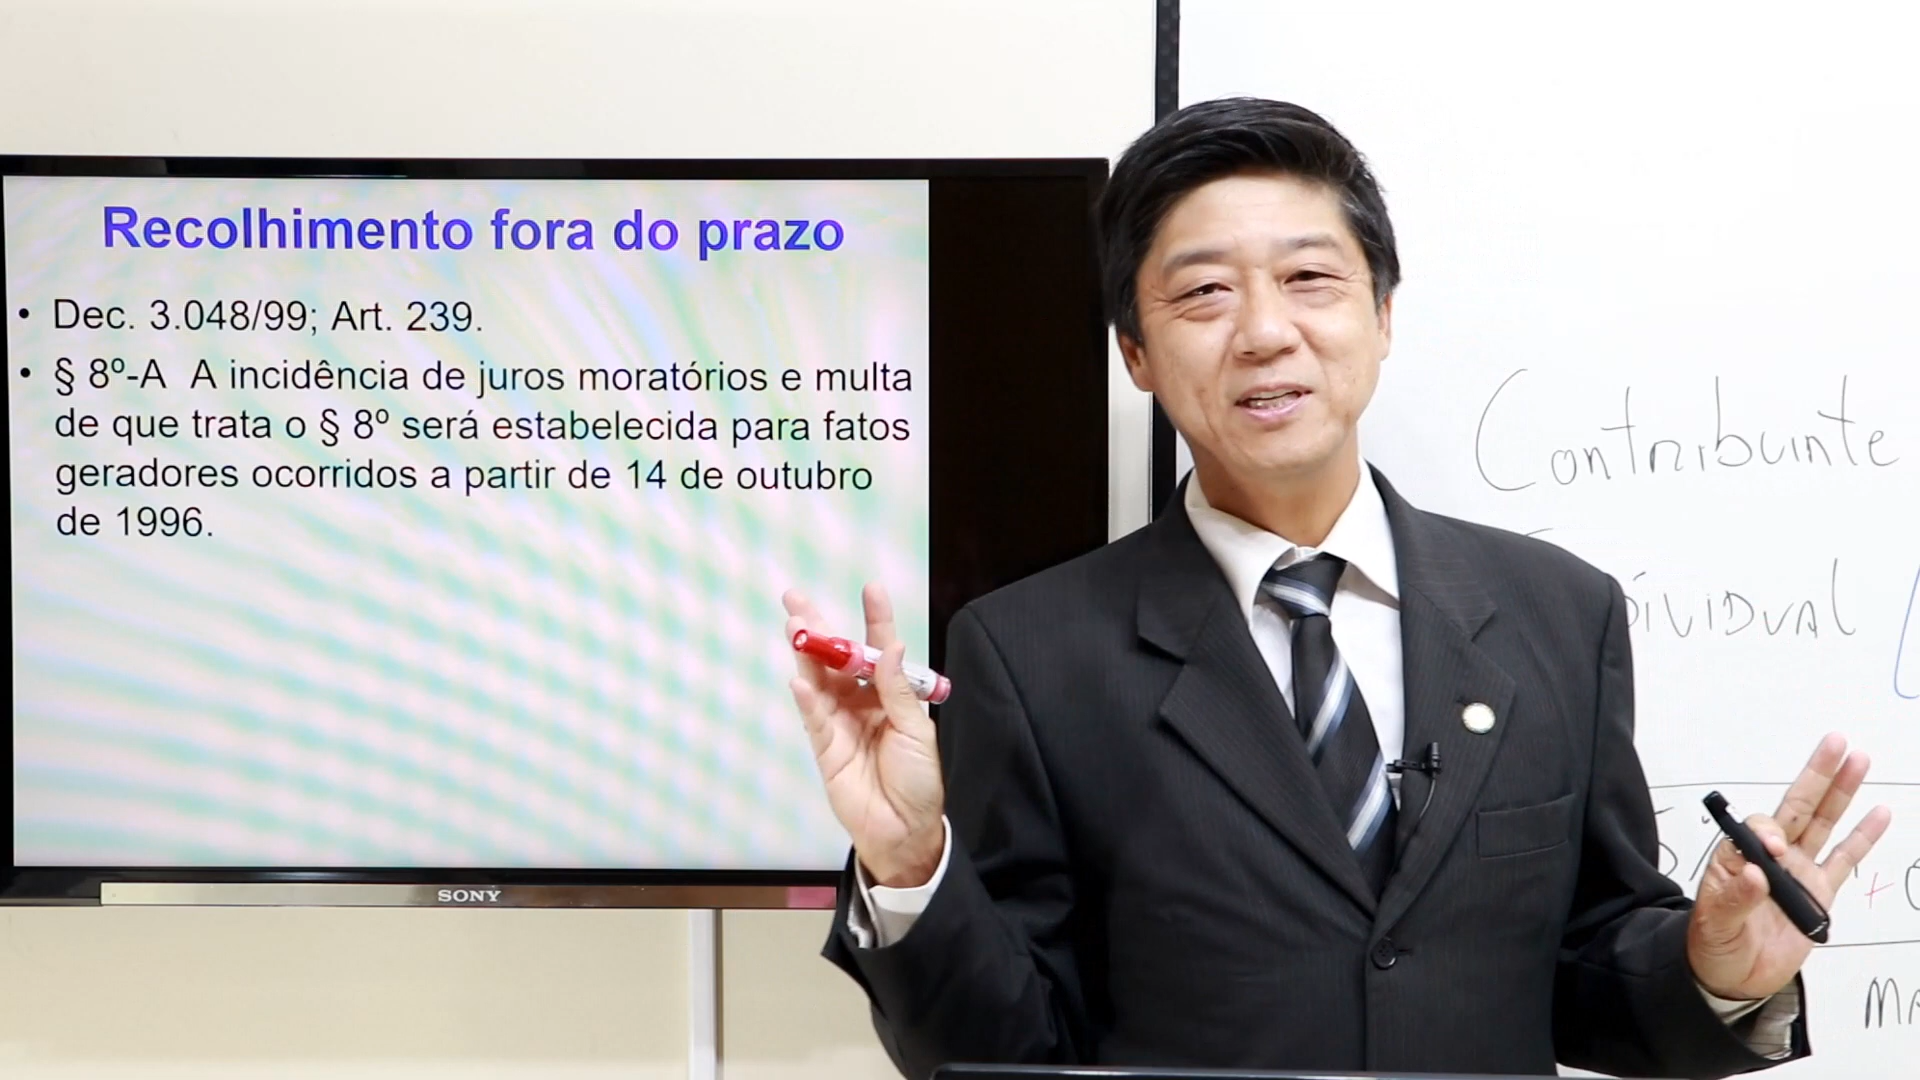 Recolhimento fora do prazo
• Dec. 3.048/99; Art. 239.
• § 8º-A A incidência de juros moratórios e multa
de que trata o § 8º será estabelecida para fatos
geradores ocorridos a partir de 14 de outubro
de 1996.
SONY
Contribuinte